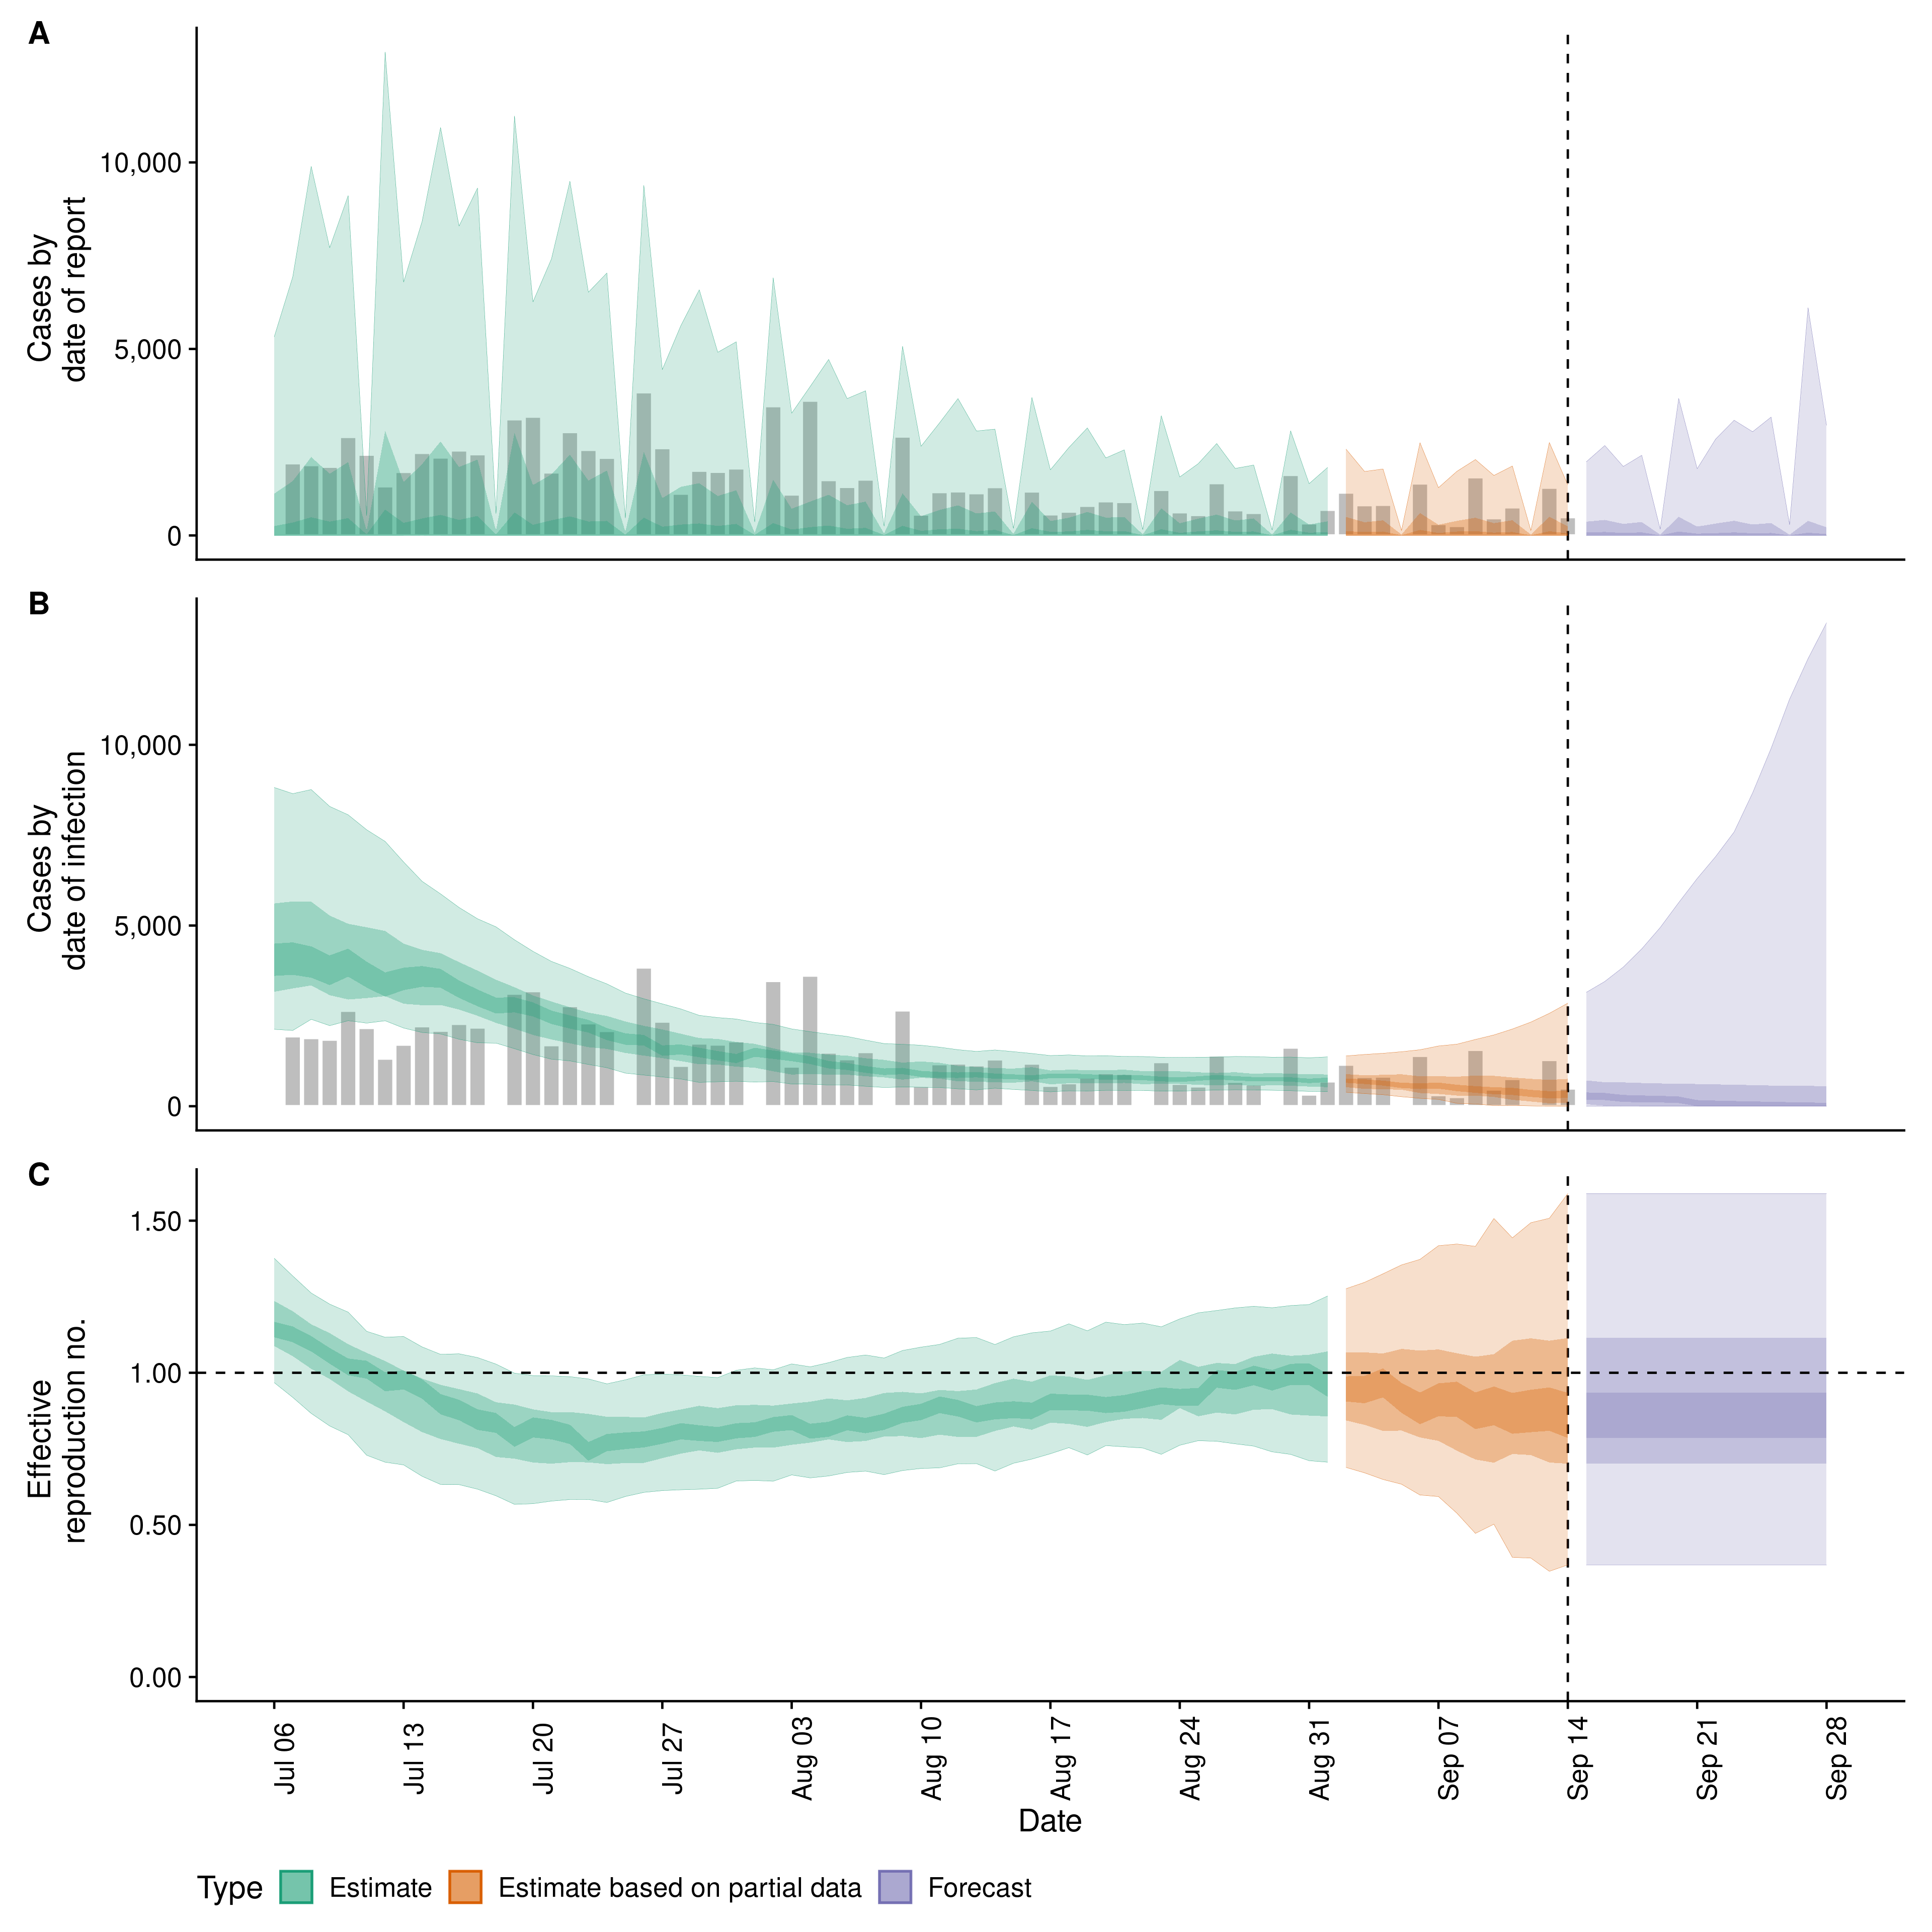 A
Cases by
date of report
10,000
5,000
0
B
Cases by
date of infection
10,000
5,000
0
C
Effective
reproduction no.
1.50
1.00
0.50
0.00
Jul 06
Jul 13
Jul 20
Jul 27
Aug 03
Aug 10
Aug 17
Aug 24
Aug 31
Sep 07
Sep 14
Sep 21
Sep 28
Date
Type Estimate Estimate based on partial data Forecast